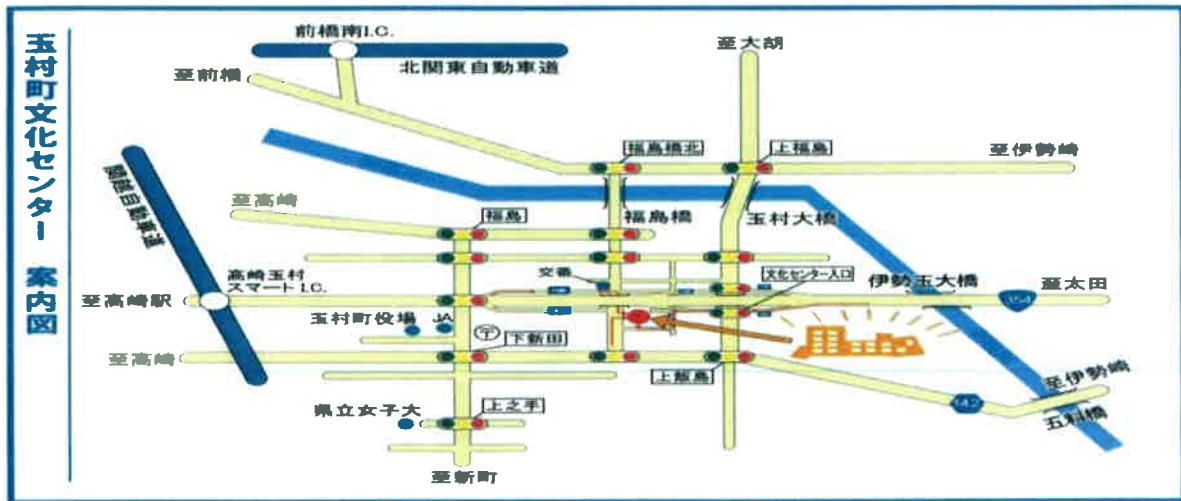 玉村町文化センター 案内図
前橋南I.C.
北関東自動車道
至前橋
至大胡
福島橋北
上福島
至伊勢崎
関越自動車道
至高崎
福島
福島橋
玉村大橋
高崎玉村
スマートI.C.
交番
文化センター入口
伊勢玉大橋
至太田
至高崎駅
354
玉村町役場
JA
〒
下新田
至高崎
上飯島
至伊勢崎
142
五料橋
県立女子大
上之手
至新町